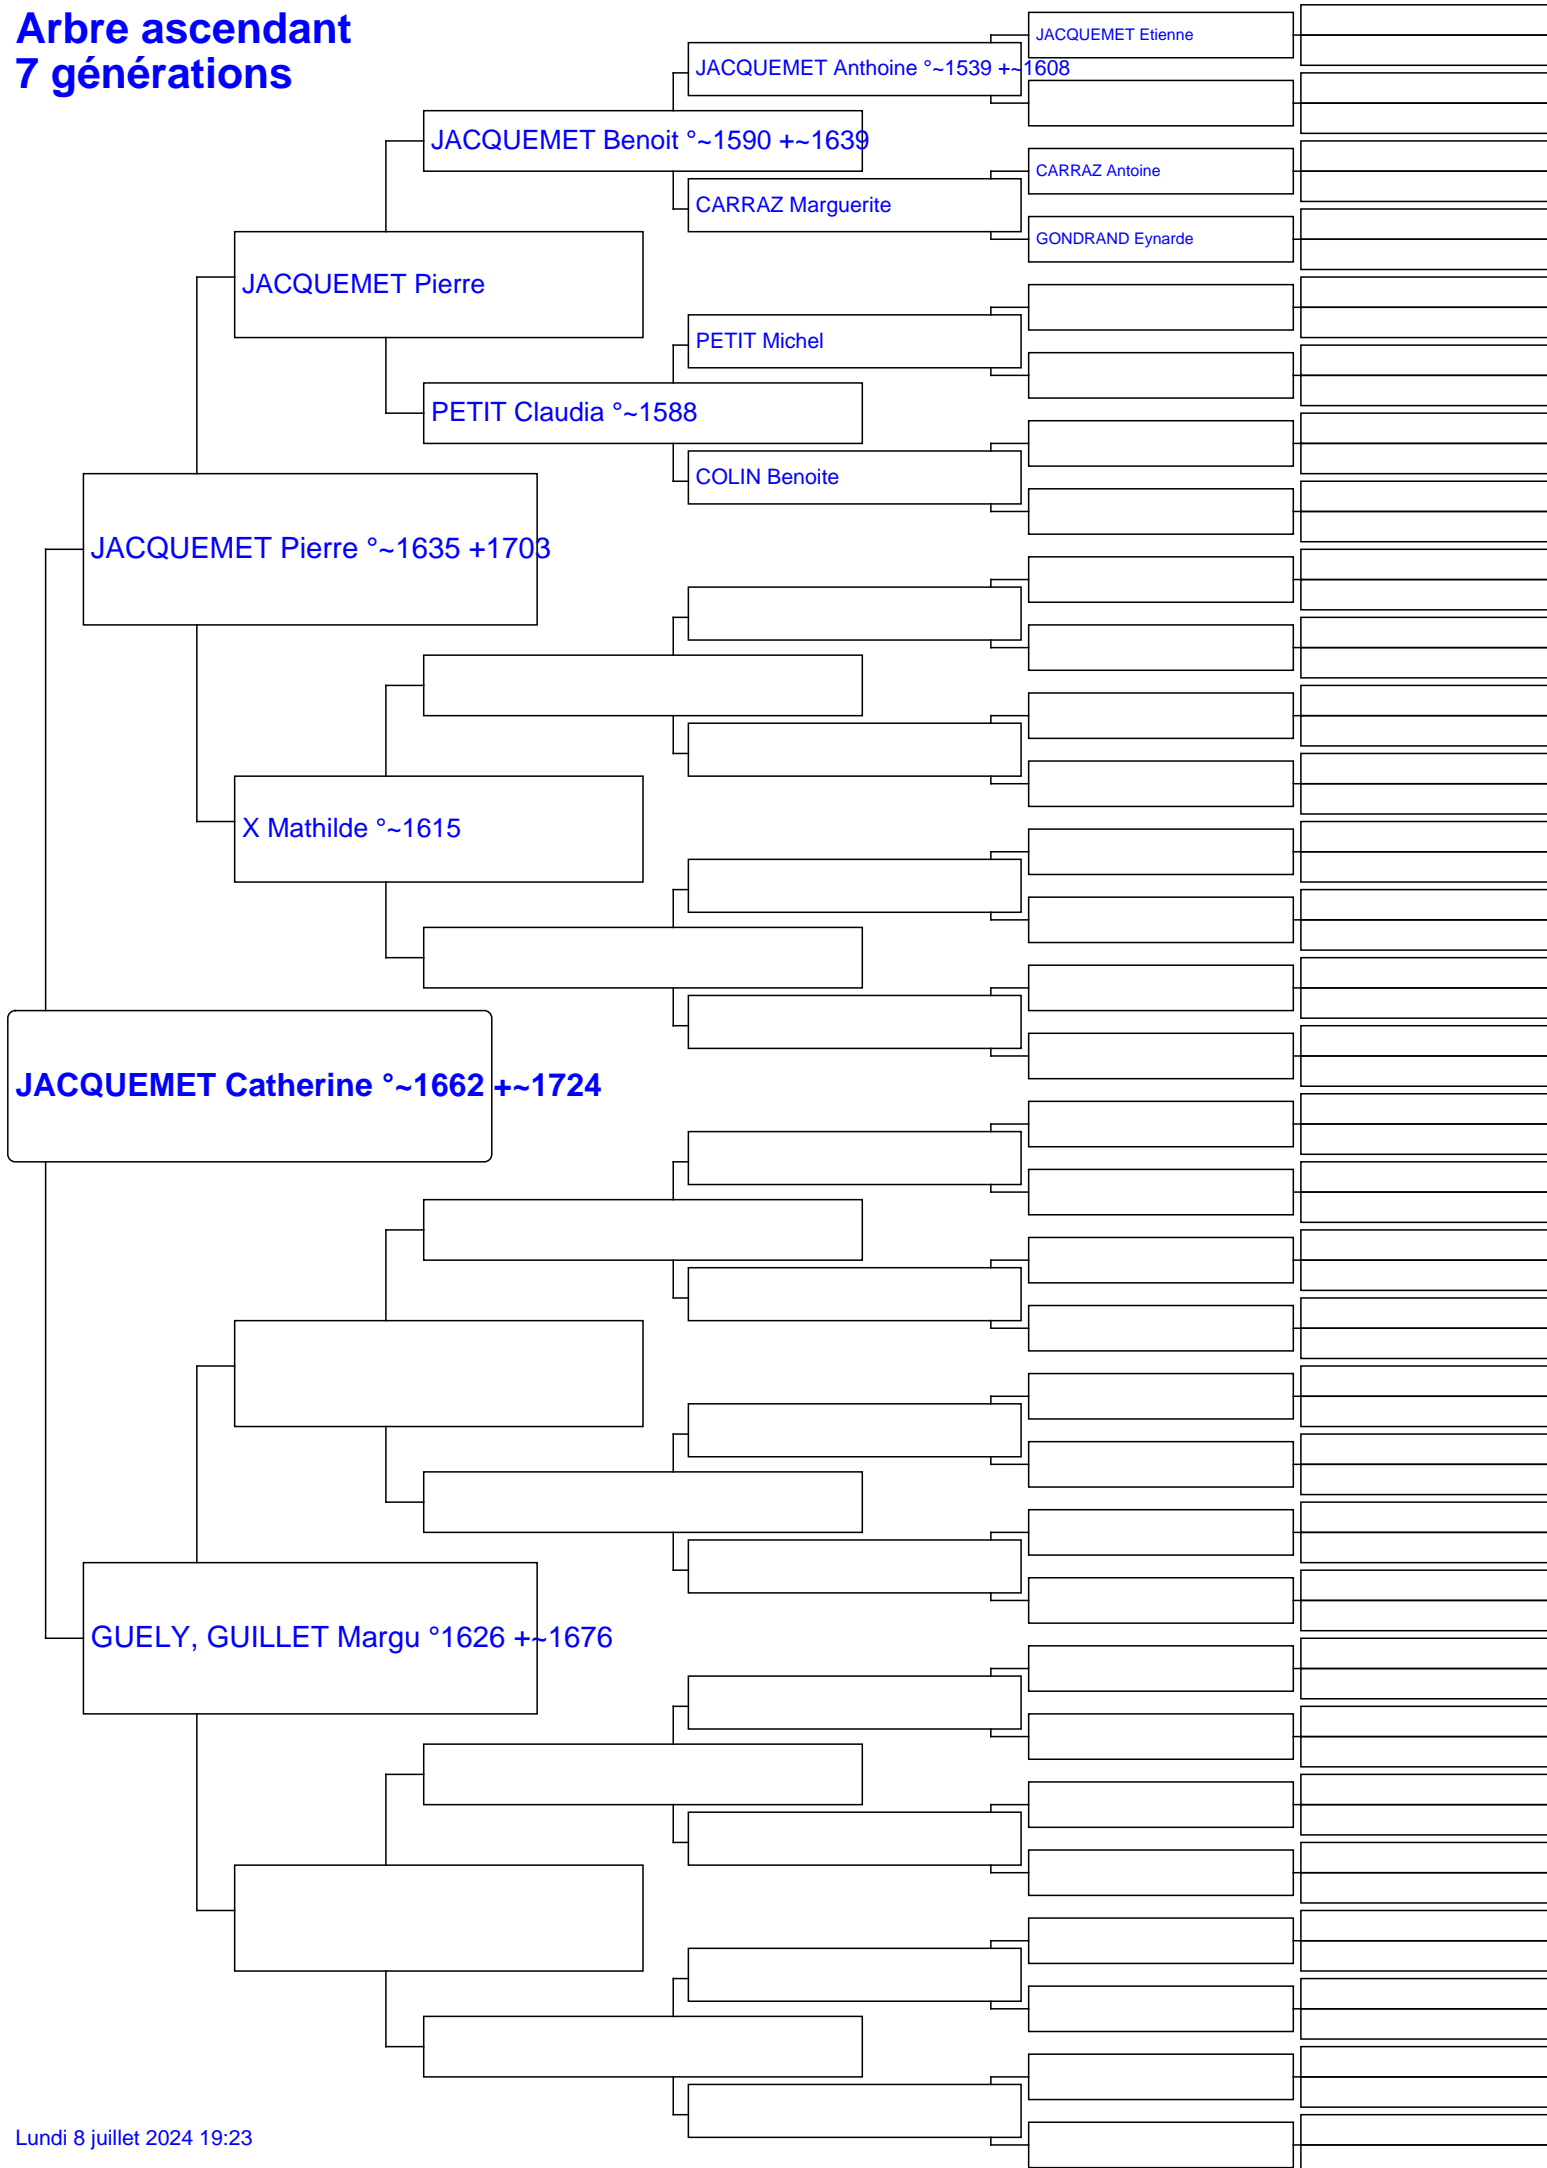 Arbre ascendant
7 générations
JACQUEMET Etienne
JACQUEMET Anthoine °~1539 +~1608
JACQUEMET Benoit °~1590 +~1639
CARRAZ Antoine
CARRAZ Marguerite
GONDRAND Eynarde
JACQUEMET Pierre
PETIT Michel
PETIT Claudia °~1588
COLIN Benoite
JACQUEMET Pierre °~1635 +1703
X Mathilde °~1615
JACQUEMET Catherine °~1662 +~1724
GUELY, GUILLET Margu °1626 +~1676
Lundi 8 juillet 2024 19:23